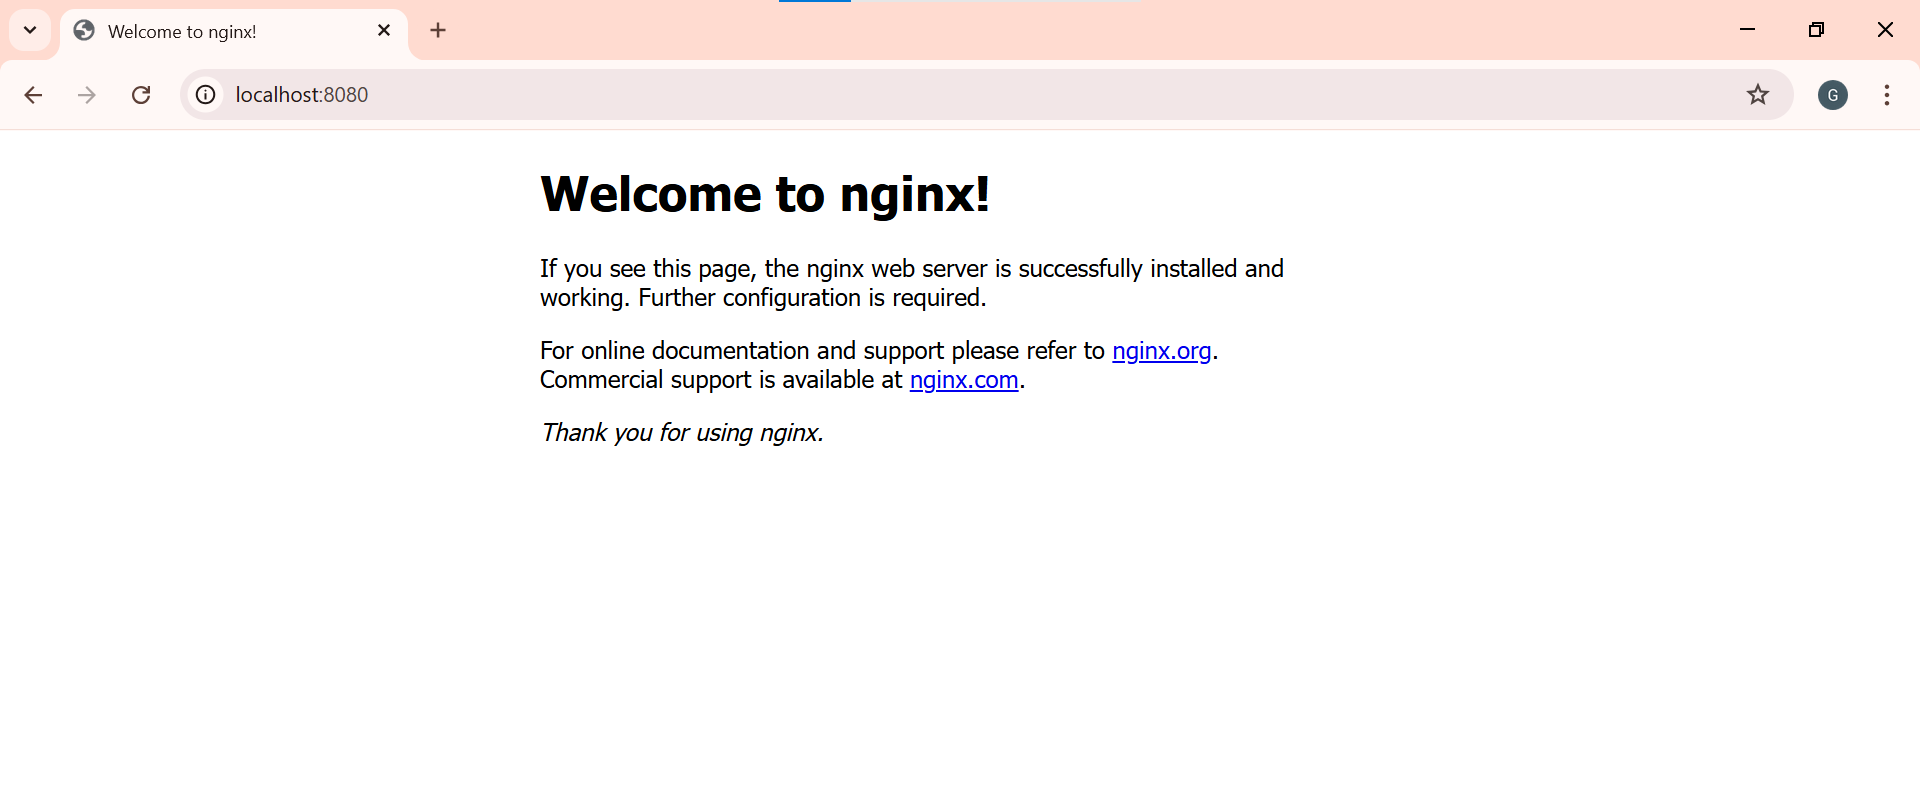 Welcome to nginx!
localhost:8080
G
Welcome to nginx!
If you see this page, the nginx web server is successfully installed and
working. Further configuration is required.
For online documentation and support please refer to nginx.org.
Commercial support is available at nginx.com.
Thank you for using nginx.